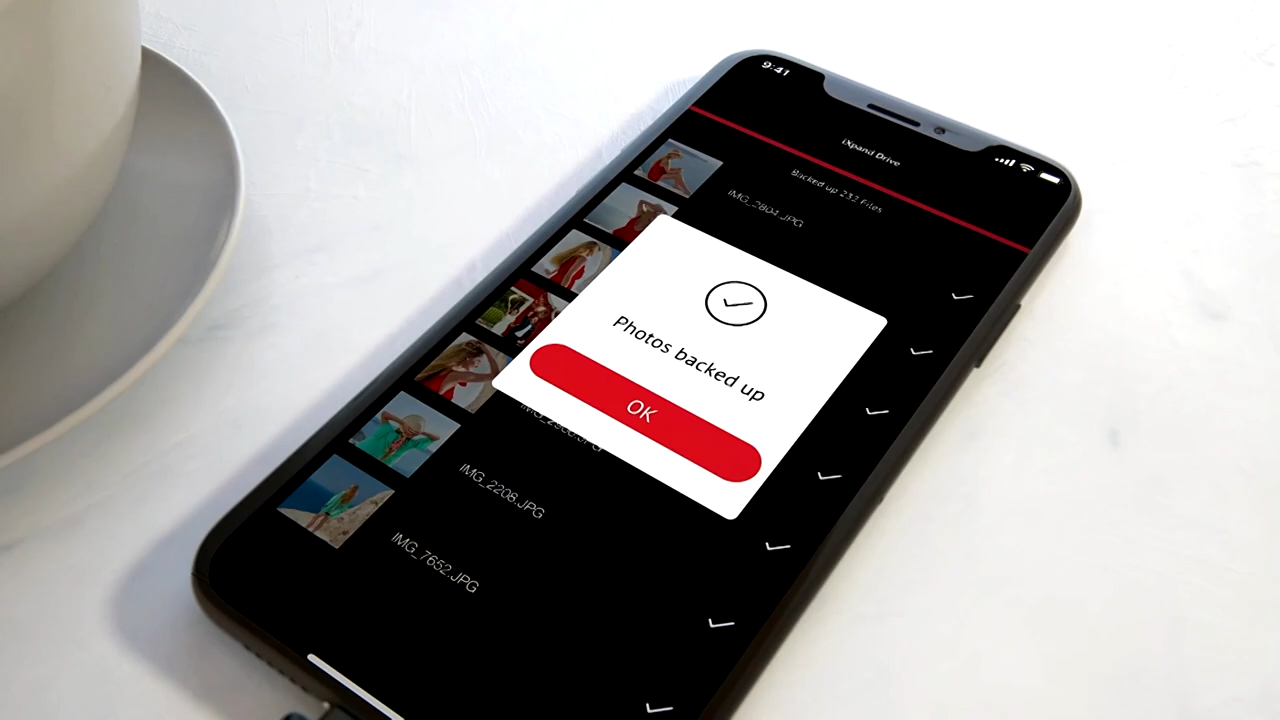 9:41
iXpand Drive
Backed up 232 Files
IMG_2804.JPG
Photos backed up
OK
IMG_2208.JPG
IMG_7652.JPG